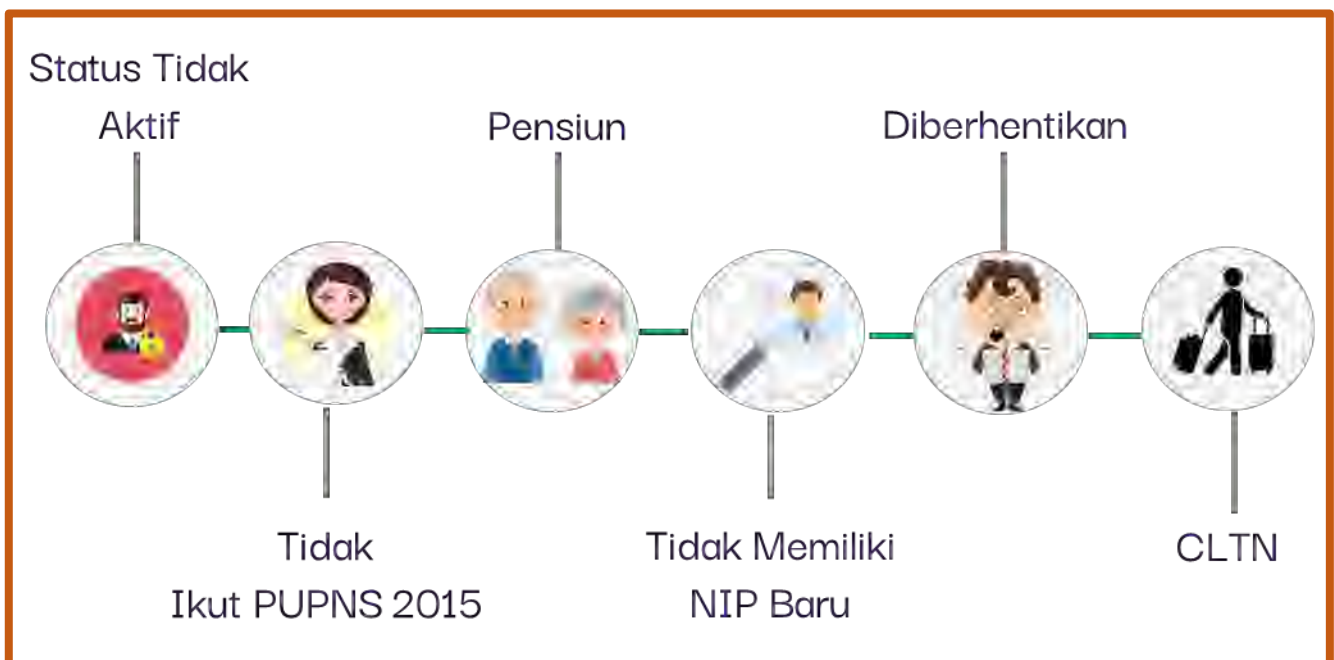 Status Tidak
Aktif
Tidak
Ikut PUPNS 2015
Pensiun
Tidak Memiliki
NIP Baru
Diberhentikan
CLTN